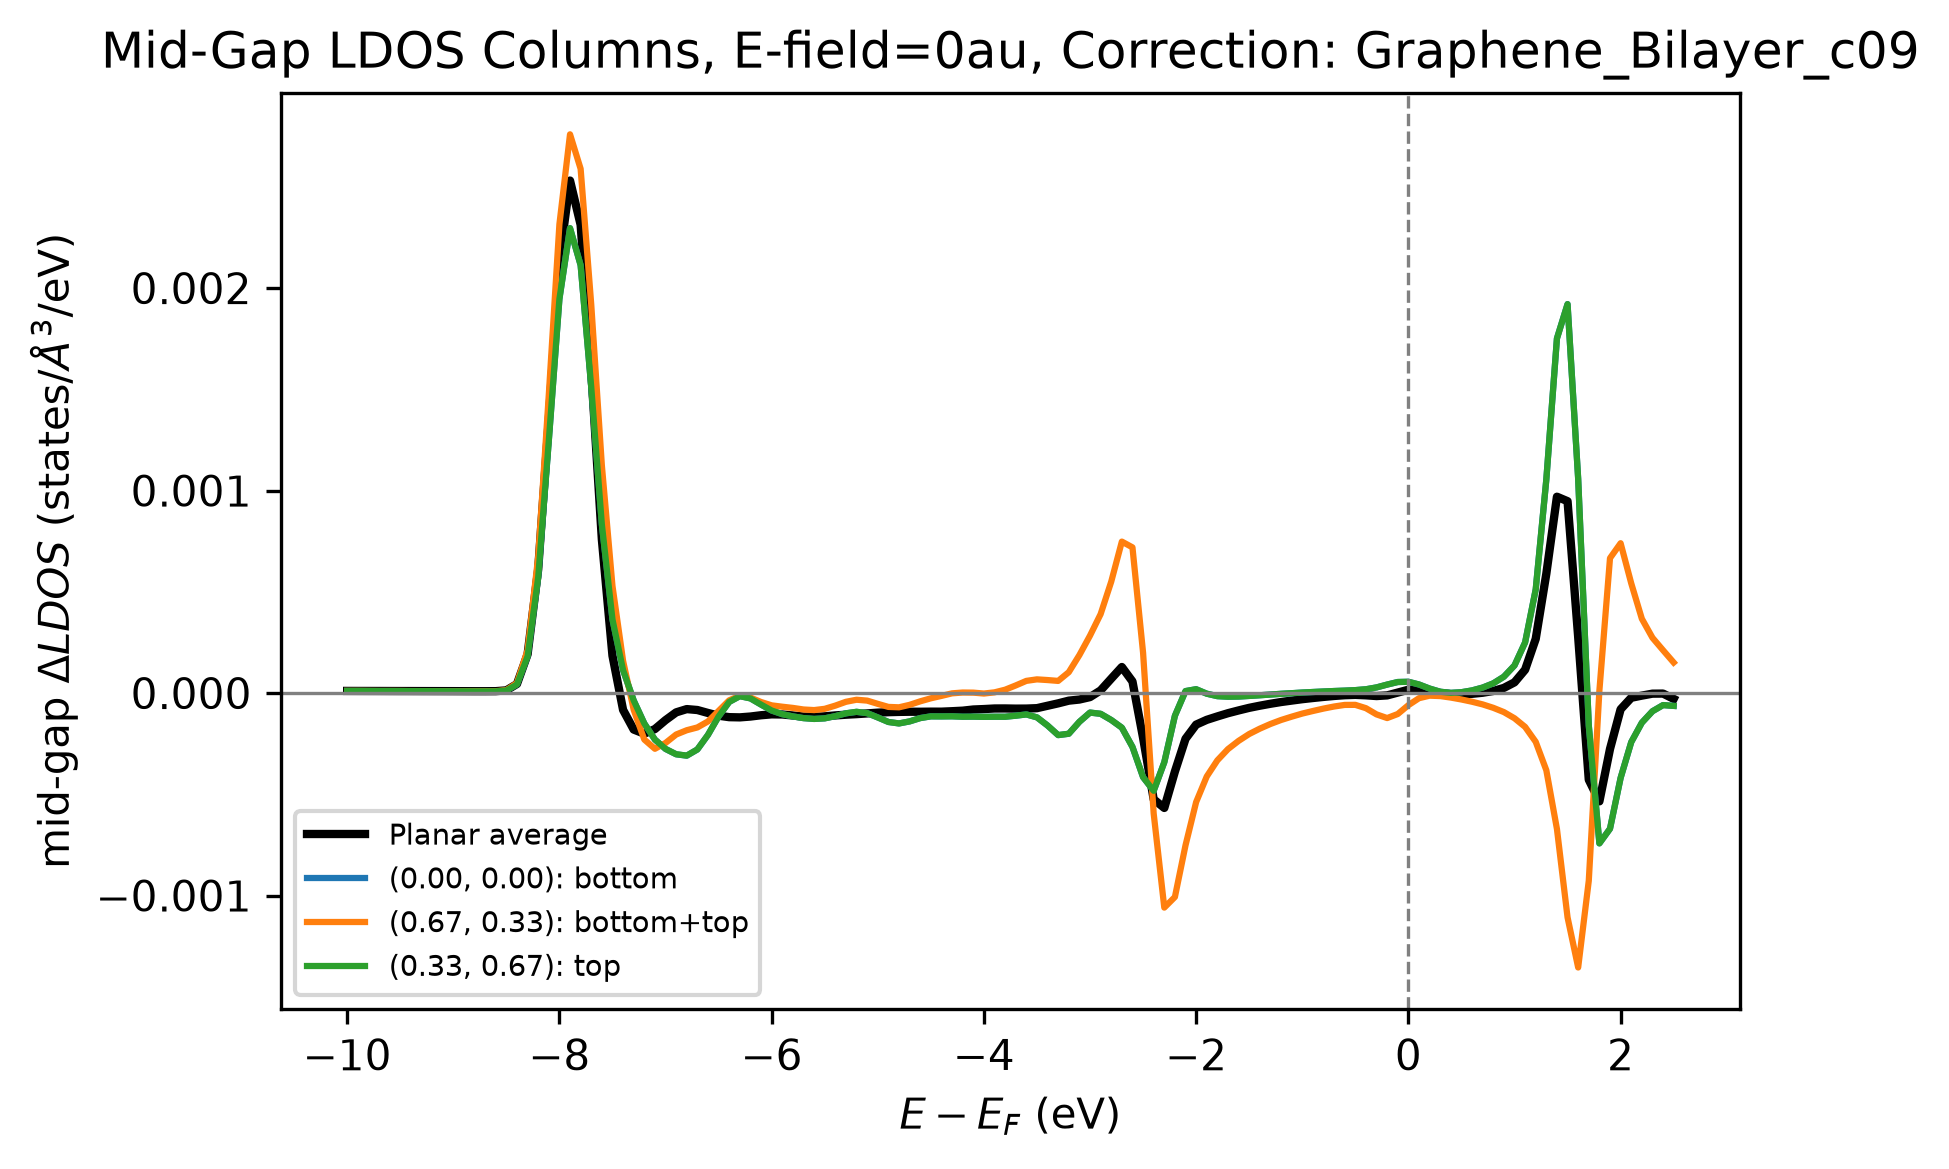 Mid-Gap LDOS Columns, E-field=0au, Correction: Graphene_Bilayer_c09
mid-gap ΔLDOS (states/Å³/eV)
0.002
0.001
0.000
−0.001
Planar average
(0.00, 0.00): bottom
(0.67, 0.33): bottom+top
(0.33, 0.67): top
−10 −8 −6 −4 −2 0 2
E − E_F (eV)